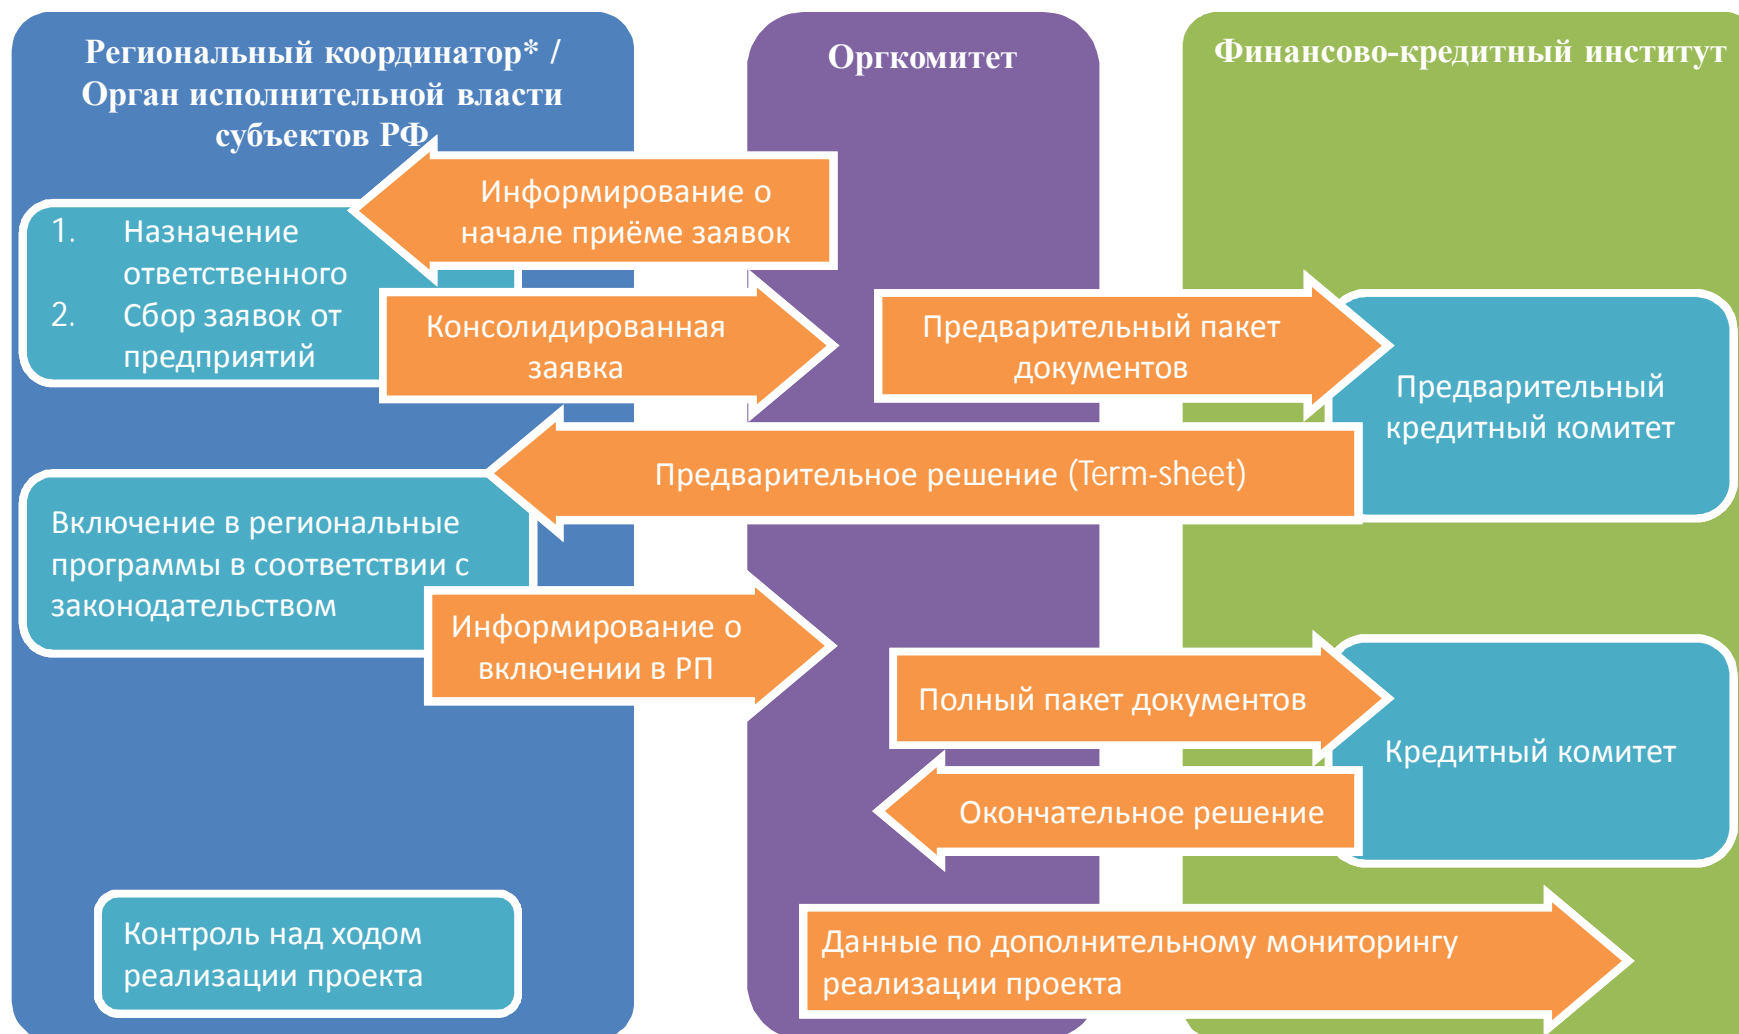 Региональный координатор* /
Орган исполнительной власти
субъектов РФ
Оргкомитет
Финансово-кредитный институт
Информирование о
начале приёме заявок
1. Назначение
ответственного
2. Сбор заявок от
предприятий
Консолидированная
заявка
Предварительный пакет
документов
Предварительный
кредитный комитет
Предварительное решение (Term-sheet)
Включение в региональные
программы в соответствии с
законодательством
Информирование о
включении в РП
Полный пакет документов
Кредитный комитет
Окончательное решение
Контроль над ходом
реализации проекта
Данные по дополнительному мониторингу
реализации проекта